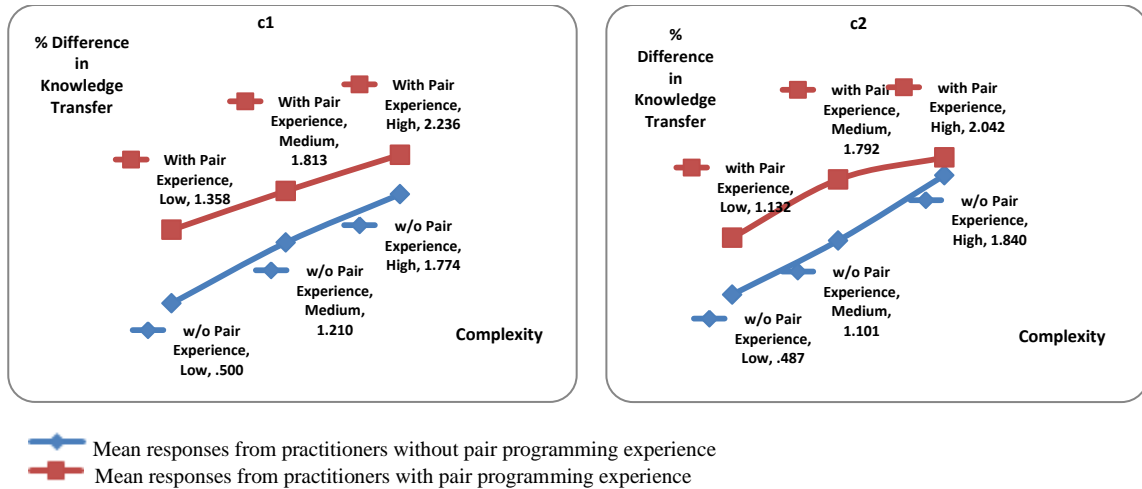 c1
% Difference
in
Knowledge
Transfer
With Pair
Experience,
Low, 1.358
With Pair
Experience,
Medium,
1.813
With Pair
Experience,
High, 2.236
w/o Pair
Experience,
Low, .500
w/o Pair
Experience,
Medium,
1.210
w/o Pair
Experience,
High, 1.774
Complexity
c2
%
Difference
in
Knowledge
Transfer
with Pair
Experience,
Low, 1.132
with Pair
Experience,
Medium,
1.792
with Pair
Experience,
High, 2.042
w/o Pair
Experience,
Low, .487
w/o Pair
Experience,
Medium,
1.101
w/o Pair
Experience,
High, 1.840
Complexity
Mean responses from practitioners without pair programming experience
Mean responses from practitioners with pair programming experience